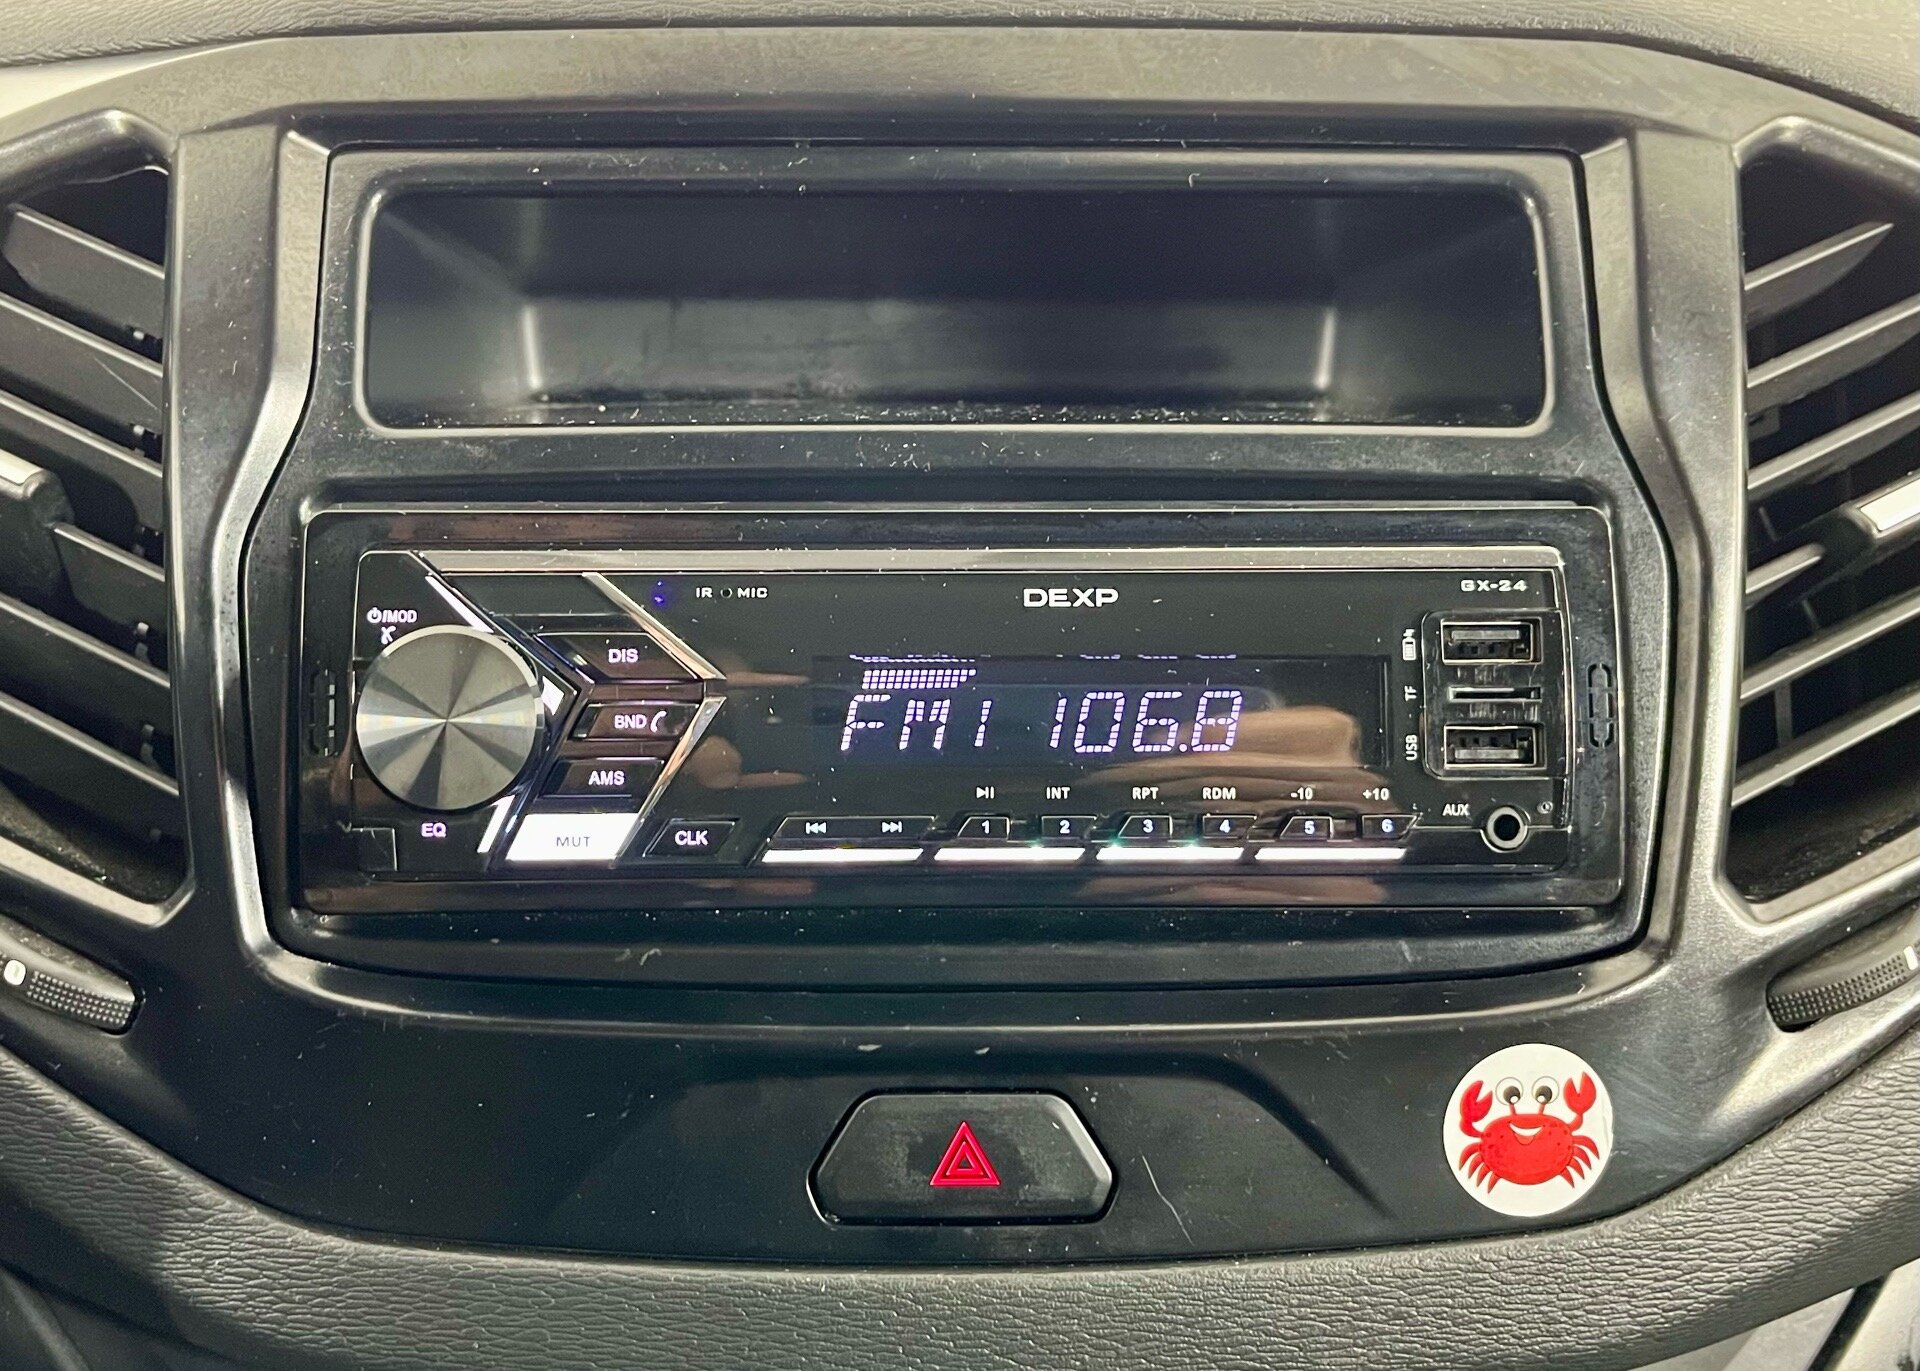 IR MIC
DEXP
GX-24
/MOD
DIS
BND
AMS
EQ
MUT
CLK
FM1 106.8
INT
RPT
RDM
-10
+10
1
2
3
4
5
6
TF
USB
AUX